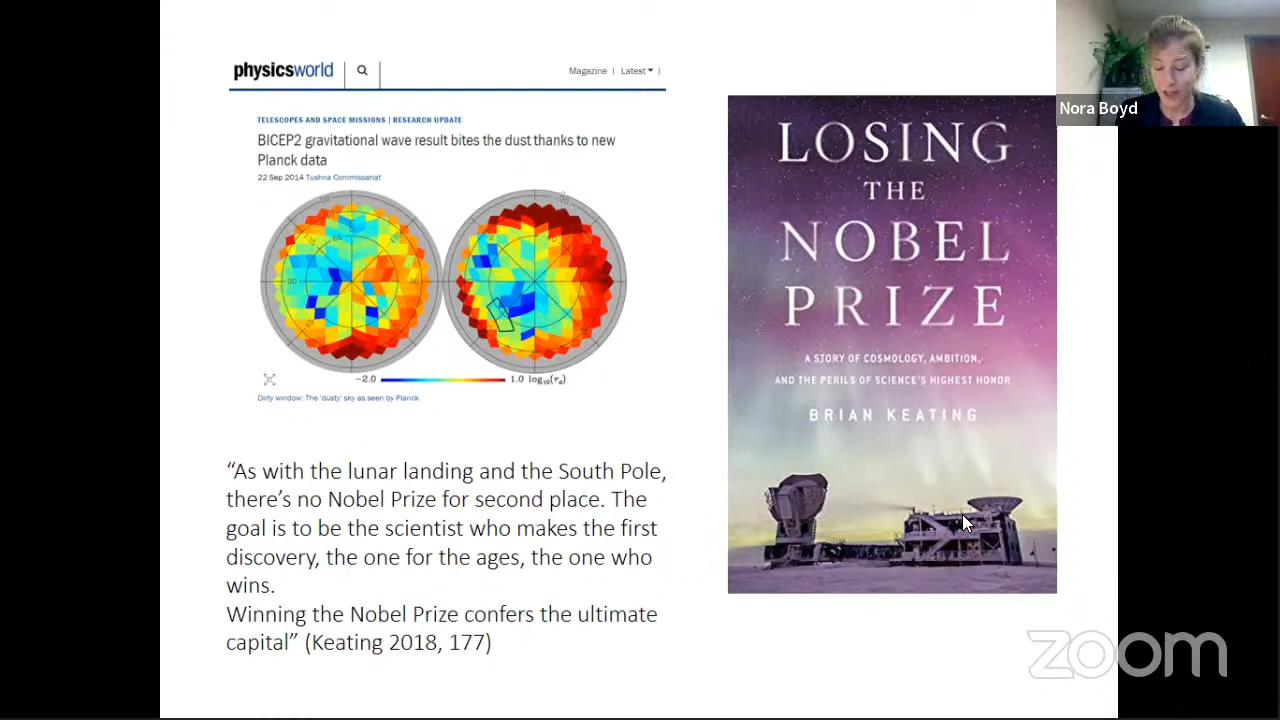 physicsworld
Magazine | Latest |
TELESCOPES AND SPACE MISSIONS | RESEARCH UPDATE
BICEP2 gravitational wave result bites the dust thanks to new
Planck data
22 Sep 2014 Tushna Commissariat
−2.0 1.0 log10(rd)
Dirty window: The 'dusty' sky as seen by Planck
“As with the lunar landing and the South Pole,
there’s no Nobel Prize for second place. The
goal is to be the scientist who makes the first
discovery, the one for the ages, the one who
wins.
Winning the Nobel Prize confers the ultimate
capital” (Keating 2018, 177)
LOSING
THE
NOBEL
PRIZE
A STORY OF COSMOLOGY, AMBITION,
AND THE PERILS OF SCIENCE'S HIGHEST HONOR
BRIAN KEATING
Nora Boyd
zoom